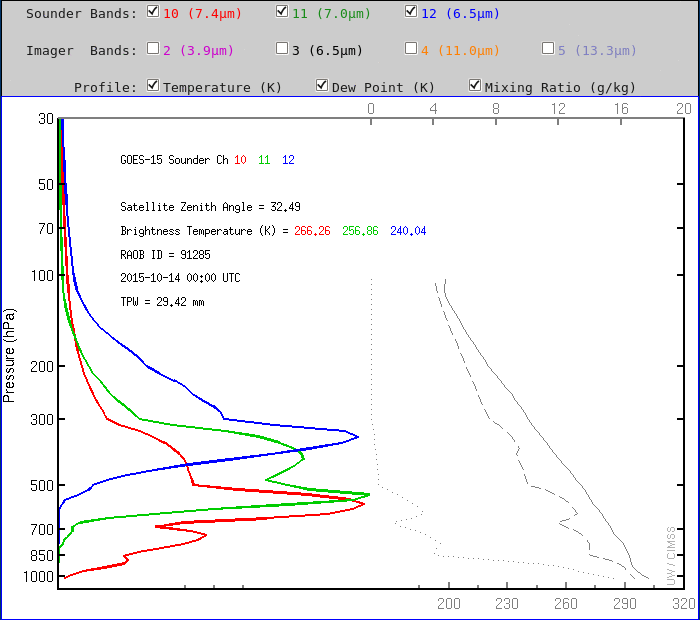 Sounder Bands: 10 (7.4μm) 11 (7.0μm) 12 (6.5μm)
Imager Bands: 2 (3.9μm) 3 (6.5μm) 4 (11.0μm) 5 (13.3μm)
Profile: Temperature (K) Dew Point (K) Mixing Ratio (g/kg)
0 4 8 12 16 20
30
50
70
100
200
300
500
700
850
1000
Pressure (hPa)
GOES-15 Sounder Ch 10 11 12
Satellite Zenith Angle = 32.49
Brightness Temperature (K) = 266.26 256.86 240.04
RAOB ID = 91285
2015-10-14 00:00 UTC
TPW = 29.42 mm
UW / CIMSS
200 230 260 290 320